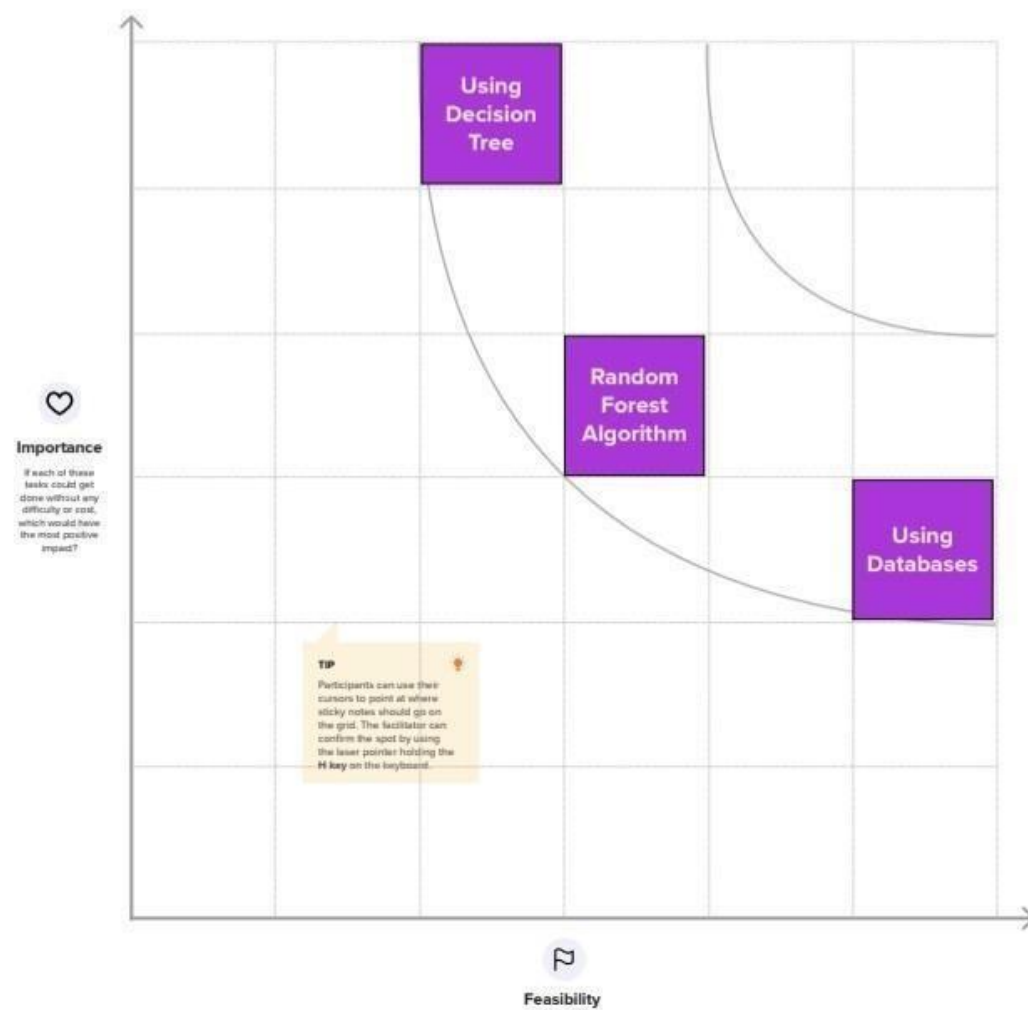 Using
Decision
Tree
Random
Forest
Algorithm
Using
Databases
Importance
If each of these
tasks could get
done without any
difficulty or cost,
which would have
the most positive
impact?
TIP
Participants can use their
cursors to point at where
sticky notes should go on
the grid. The facilitator can
confirm the spot by using
the laser pointer holding the
H key on the keyboard.
Feasibility